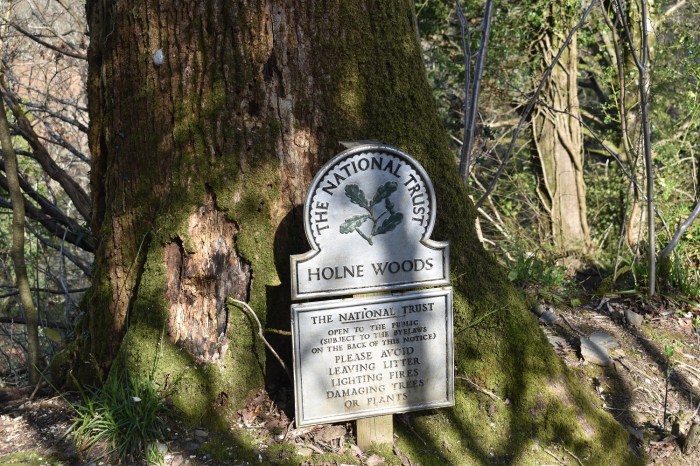 THE NATIONAL TRUST
HOLNE WOODS
THE NATIONAL TRUST
OPEN TO THE PUBLIC
(SUBJECT TO THE BYELAWS
ON THE BACK OF THIS NOTICE)
PLEASE AVOID
LEAVING LITTER
LIGHTING FIRES
DAMAGING TREES
OR PLANTS